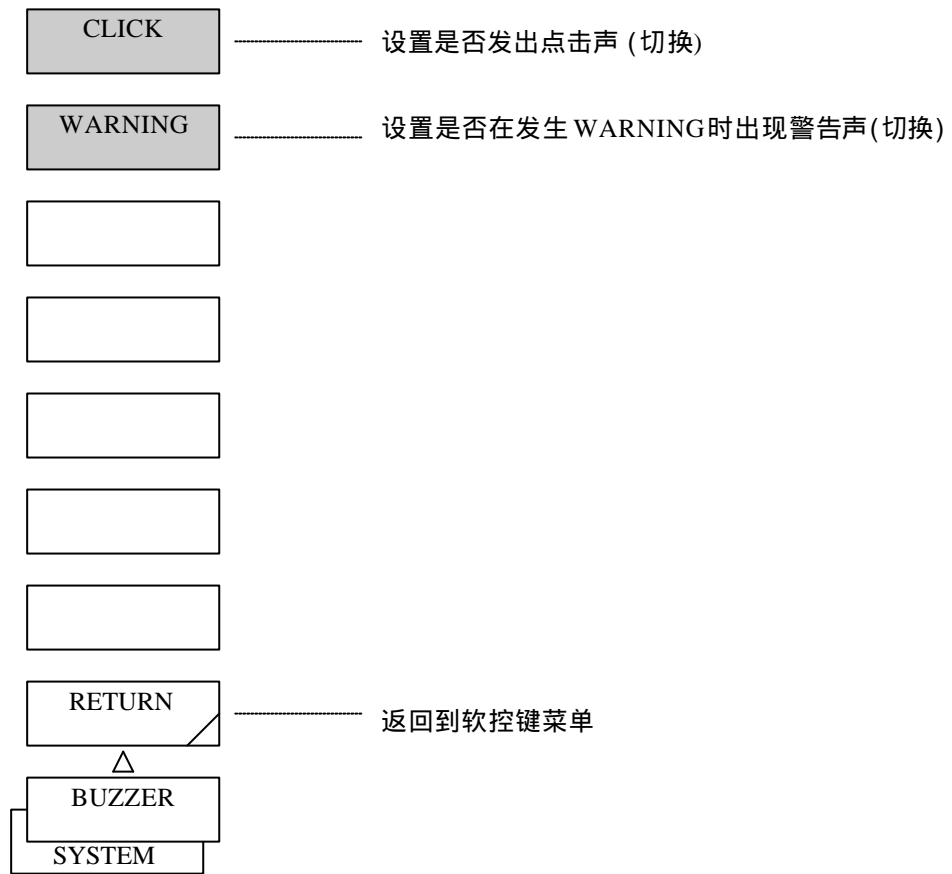 CLICK
设置是否发出点击声 (切换)
WARNING
设置是否在发生 WARNING时出现警告声(切换)
RETURN
返回到软控键菜单
BUZZER
SYSTEM